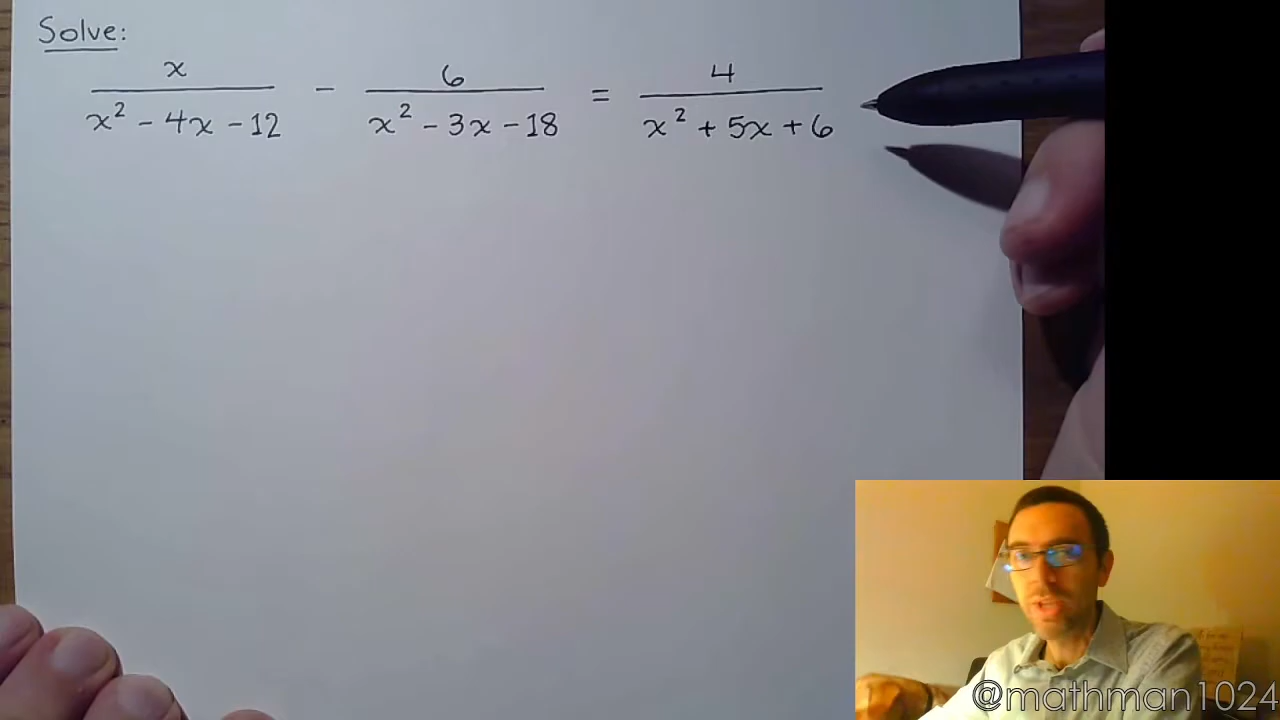 Solve:
x/(x² - 4x - 12) - 6/(x² - 3x - 18) = 4/(x² + 5x + 6)
@mathman1024